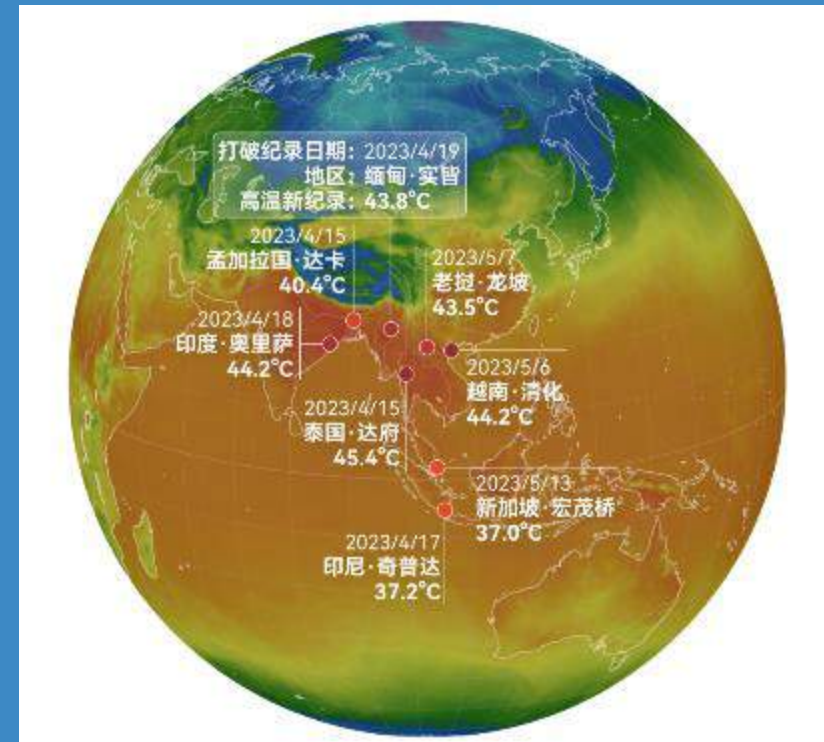 打破纪录日期: 2023/4/19
地区: 缅甸·实皆
高温新纪录: 43.8°C
2023/4/15
孟加拉国·达卡
40.4°C
2023/5/7
老挝·龙坡
43.5°C
2023/4/18
印度·奥里萨
44.2°C
2023/5/6
越南·清化
44.2°C
2023/4/15
泰国·达府
45.4°C
2023/5/13
新加坡·宏茂桥
37.0°C
2023/4/17
印尼·奇普达
37.2°C